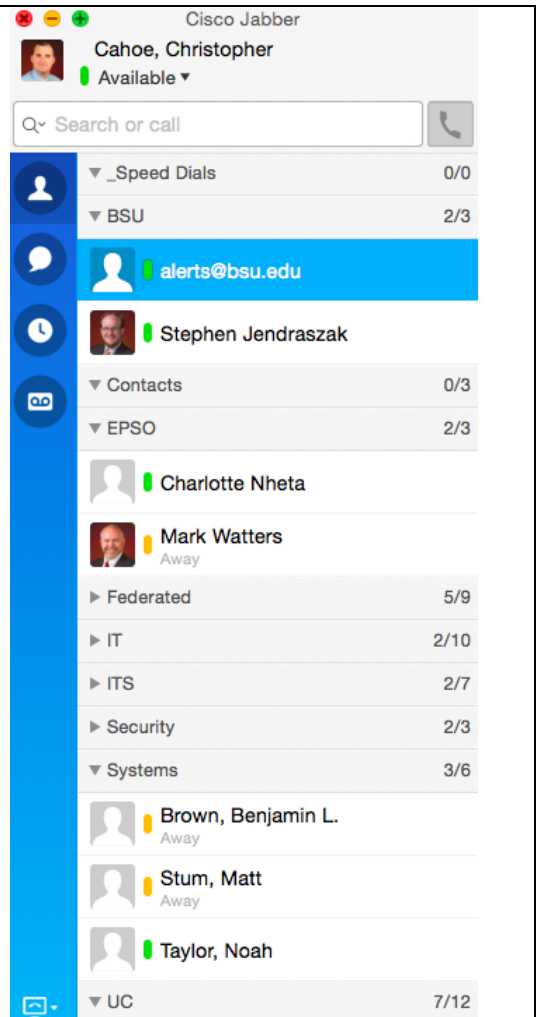 Cisco Jabber
Cahoe, Christopher
Available
Search or call
_Speed Dials 0/0
BSU 2/3
alerts@bsu.edu
Stephen Jendraszak
Contacts 0/3
EPSO 2/3
Charlotte Nheta
Mark Watters
Away
Federated 5/9
IT 2/10
ITS 2/7
Security 2/3
Systems 3/6
Brown, Benjamin L.
Away
Stum, Matt
Away
Taylor, Noah
UC 7/12